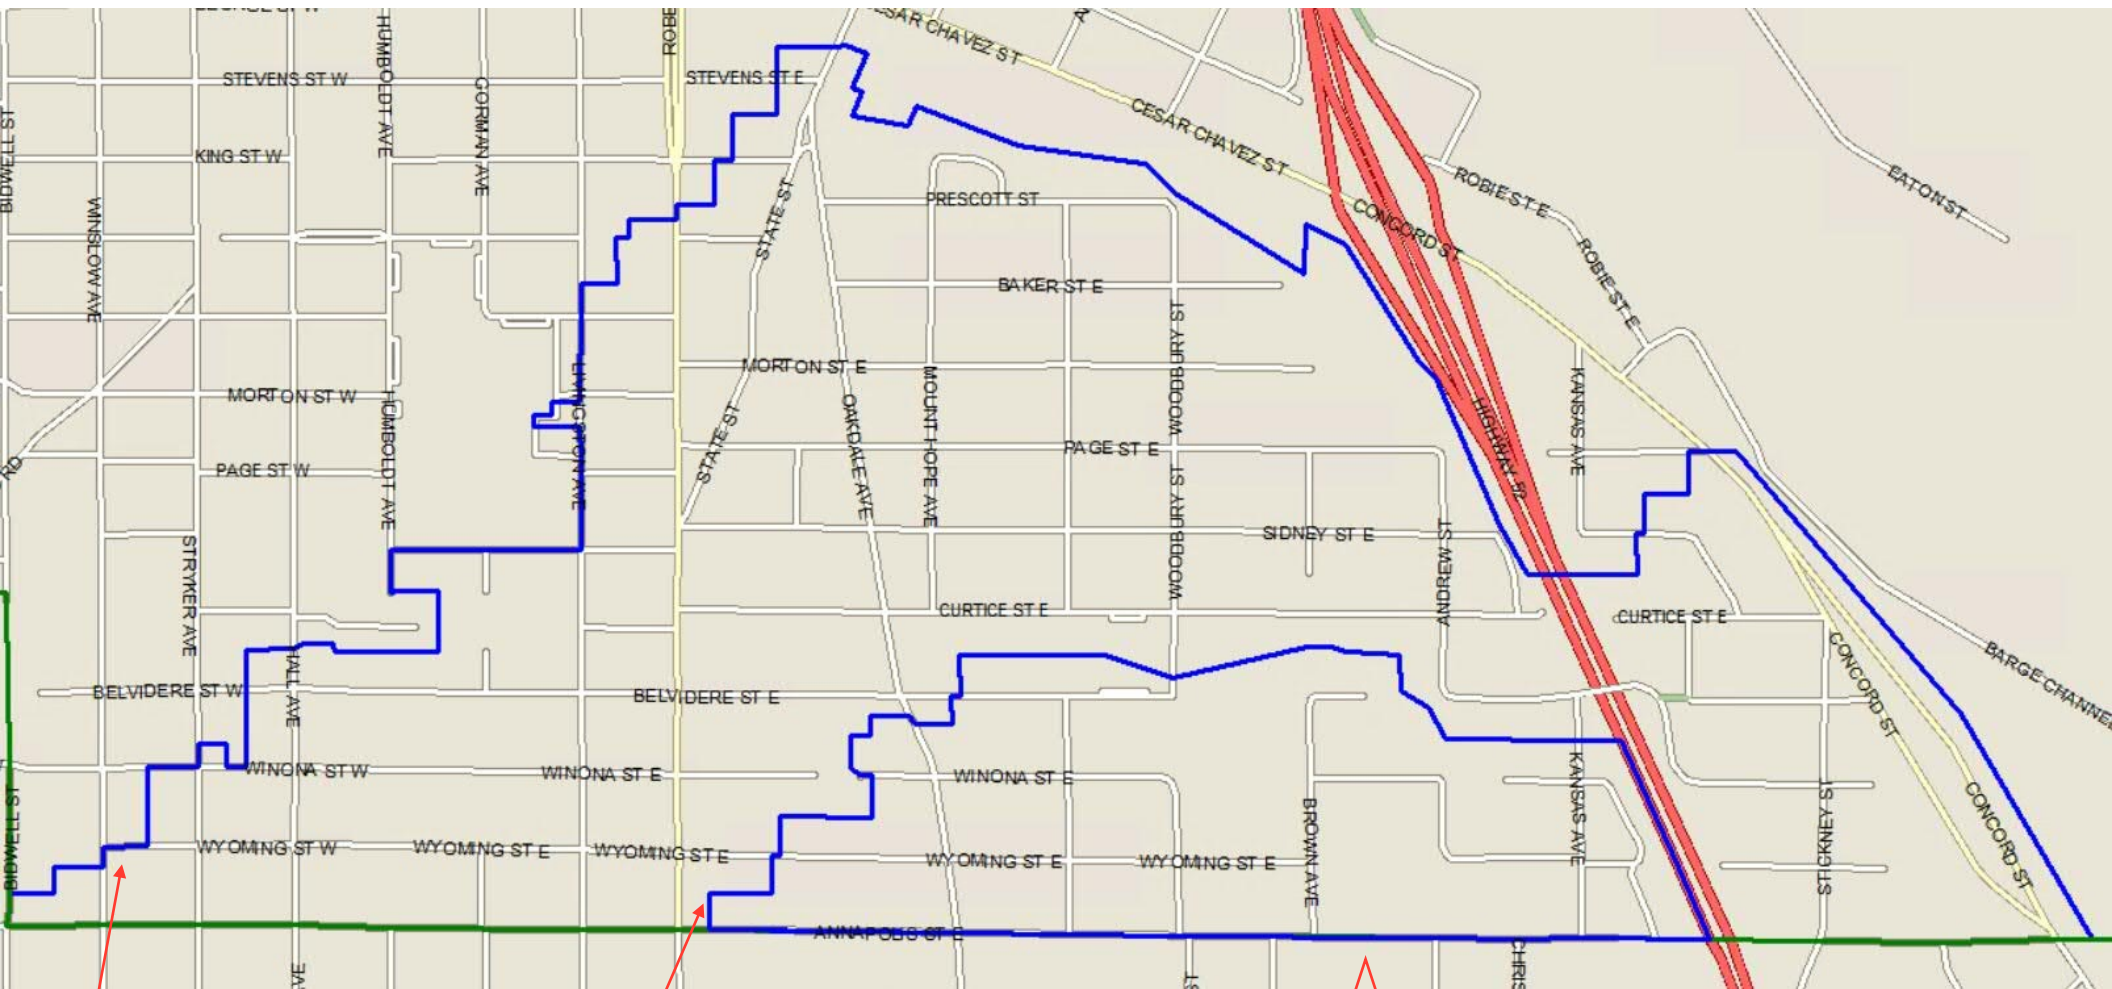 STEVENS ST W
STEVENS ST E
CESAR CHAVEZ ST
KING ST W
HUMBOLDT AVE
GORMAN AVE
BIDWELL ST
WINSLOW AVE
STATE ST
CESAR CHAVEZ ST
PRESCOTT ST
ROBIE ST E
EATON ST
CONCORD ST
ROBIE ST E
BAKER ST E
WOODBURY ST
MORTON ST E
MORTON ST W
HUMBOLDT AVE
LIVINGSTON AVE
STATE ST
OAKDALE AVE
MOUNT HOPE AVE
HIGHWAY 52
KANSAS AVE
PAGE ST E
PAGE ST W
RD
WOODBURY ST
SIDNEY ST E
ANDREW ST
STRYKER AVE
CURTICE ST E
CURTICE ST E
HALL AVE
BELVIDERE ST W
BELVIDERE ST E
CONCORD ST
BARGE CHANNEL
WINONA ST W
WINONA ST E
WINONA ST E
BROWN AVE
KANSAS AVE
STICKNEY ST
CONCORD ST
BIDWELL ST
WYOMING ST W
WYOMING ST E
WYOMING ST E
WYOMING ST E
WYOMING ST E
ANNAPOLIS ST E
AVE
ST
CHRIS